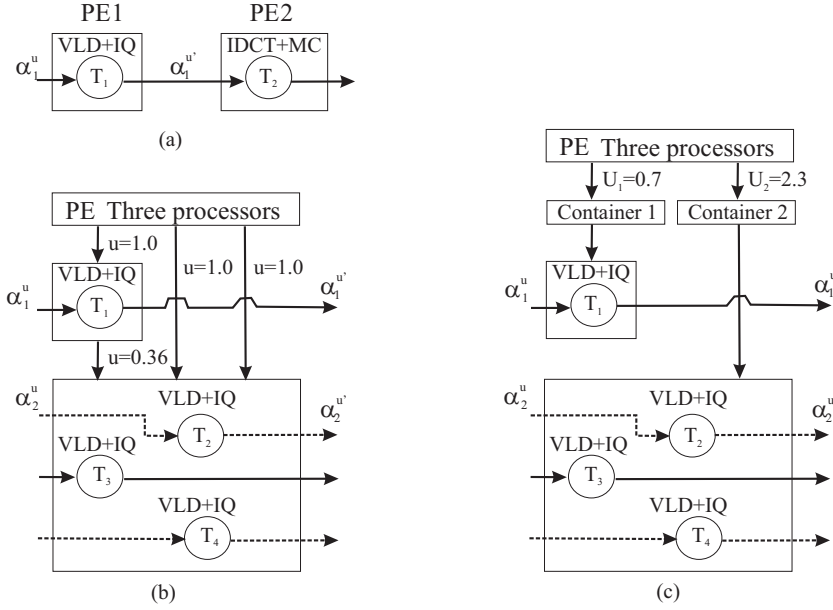 PE1 PE2
VLD+IQ IDCT+MC
α₁ᵘ T₁ α₁ᵘ' T₂
(a)
PE Three processors
u=1.0 u=1.0 u=1.0
VLD+IQ
α₁ᵘ T₁ α₁ᵘ'
u=0.36
VLD+IQ
α₂ᵘ T₂ α₂ᵘ'
VLD+IQ
T₃
VLD+IQ
T₄
(b)
PE Three processors
U₁=0.7 U₂=2.3
Container 1 Container 2
VLD+IQ
α₁ᵘ T₁ α₁ᵘ
VLD+IQ
α₂ᵘ T₂ α₂ᵘ
VLD+IQ
T₃
VLD+IQ
T₄
(c)